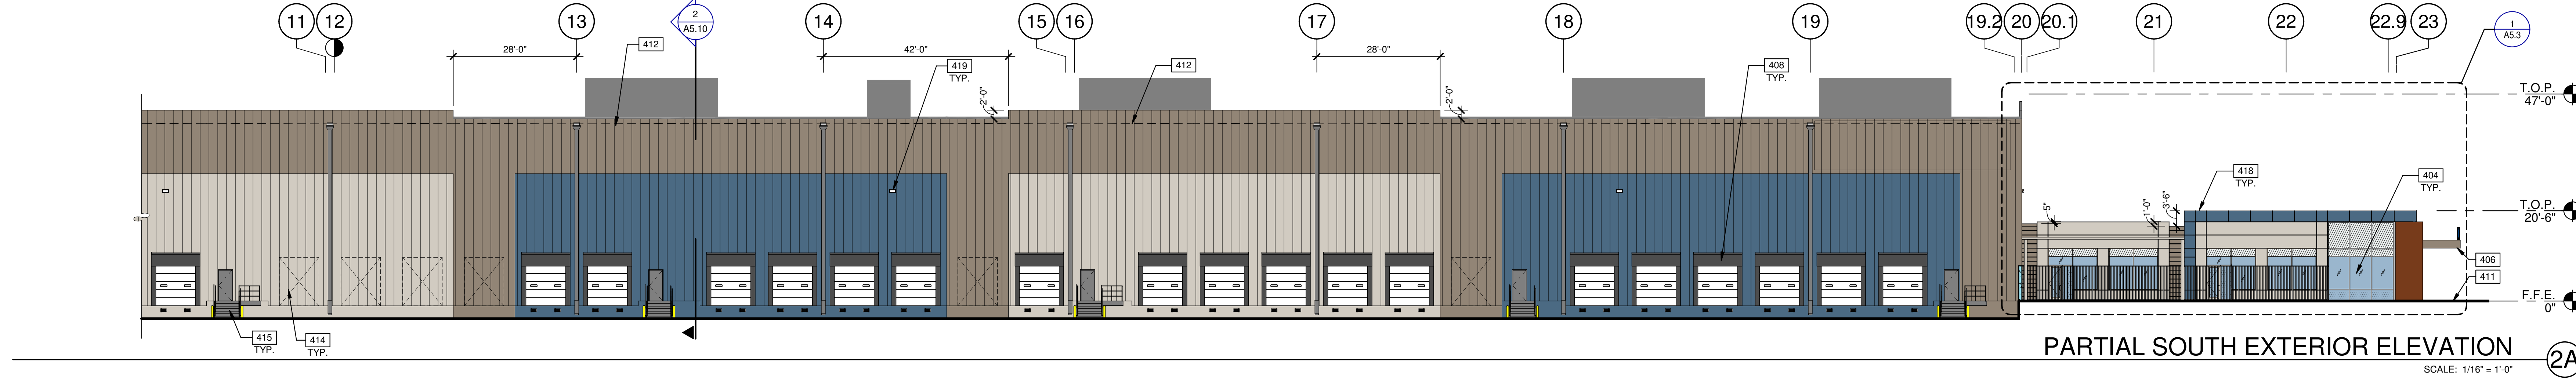 11 12 13 2 14 15 16 17 18 19 19.2 20 20.1 21 22 22.9 23 1
A5.10 A5.3
28'-0" 412 42'-0" 28'-0"
419 412 408
TYP. TYP.
2'-0" 2'-0"
T.O.P.
47'-0"
418 404
TYP. TYP.
5" 1'-0" 3'-6"
T.O.P.
20'-6"
406
411
F.F.E.
0"
415 414
TYP. TYP.
PARTIAL SOUTH EXTERIOR ELEVATION
2A
SCALE: 1/16" = 1'-0"